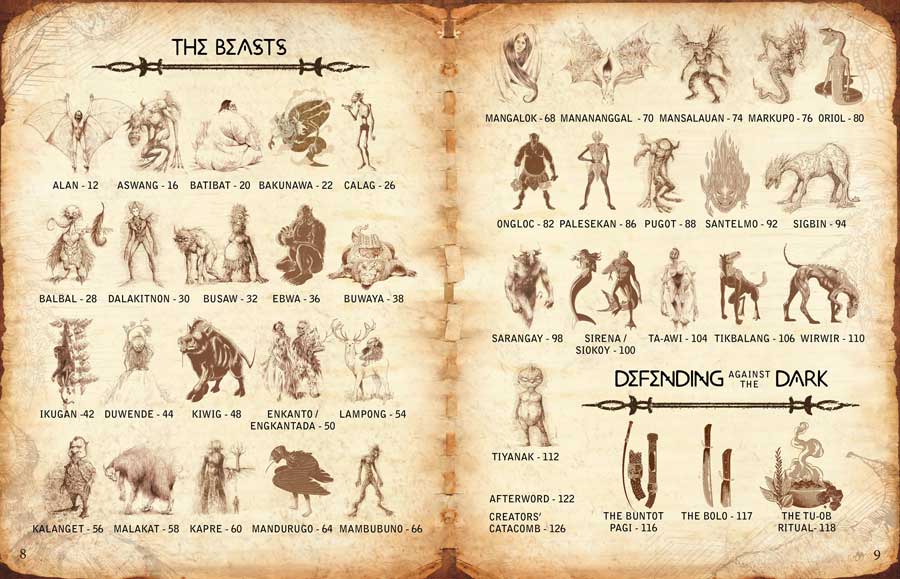 THE BEASTS
ALAN - 12 ASWANG - 16 BATIBAT - 20 BAKUNAWA - 22 CALAG - 26
BALBAL - 28 DALAKITNON - 30 BUSAW - 32 EBWA - 36 BUWAYA - 38
IKUGAN -42 DUWENDE - 44 KIWIG - 48 ENKANTO / LAMPONG - 54
ENGKANTADA - 50
KALANGET - 56 MALAKAT - 58 KAPRE - 60 MANDURUGO - 64 MAMBUBUNO - 66
8
MANGALOK - 68 MANANANGGAL - 70 MANSALAUAN - 74 MARKUPO - 76 ORIOL - 80
ONGLOC - 82 PALESEKAN - 86 PUGOT - 88 SANTELMO - 92 SIGBIN - 94
SARANGAY - 98 SIRENA / TA-AWI - 104 TIKBALANG - 106 WIRWIR - 110
SIOKOY - 100
TIYANAK - 112
DEFENDING AGAINST THE DARK
AFTERWORD - 122
CREATORS'
CATACOMB - 126
THE BUNTOT
PAGI - 116
THE BOLO - 117
THE TU-OB
RITUAL- 118
9